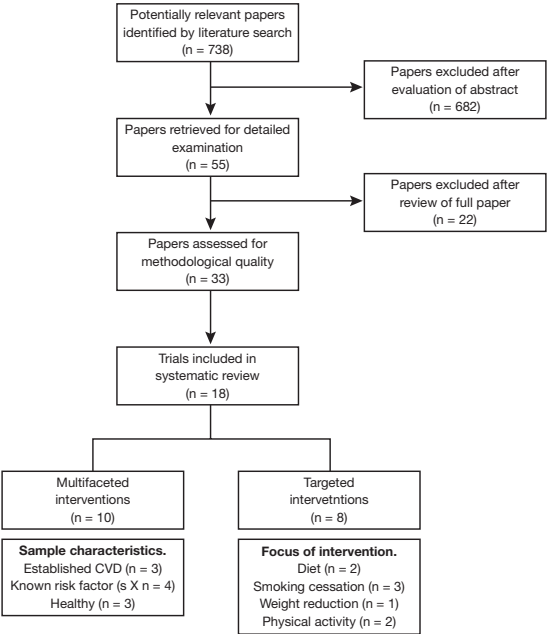 Potentially relevant papers
identified by literature search
(n = 738)
Papers excluded after
evaluation of abstract
(n = 682)
Papers retrieved for detailed
examination
(n = 55)
Papers excluded after
review of full paper
(n = 22)
Papers assessed for
methodological quality
(n = 33)
Trials included in
systematic review
(n = 18)
Multifaceted
interventions
(n = 10)
Targeted
intervetntions
(n = 8)
Sample characteristics.
Established CVD (n = 3)
Known risk factor (s X n = 4)
Healthy (n = 3)
Focus of intervention.
Diet (n = 2)
Smoking cessation (n = 3)
Weight reduction (n = 1)
Physical activity (n = 2)